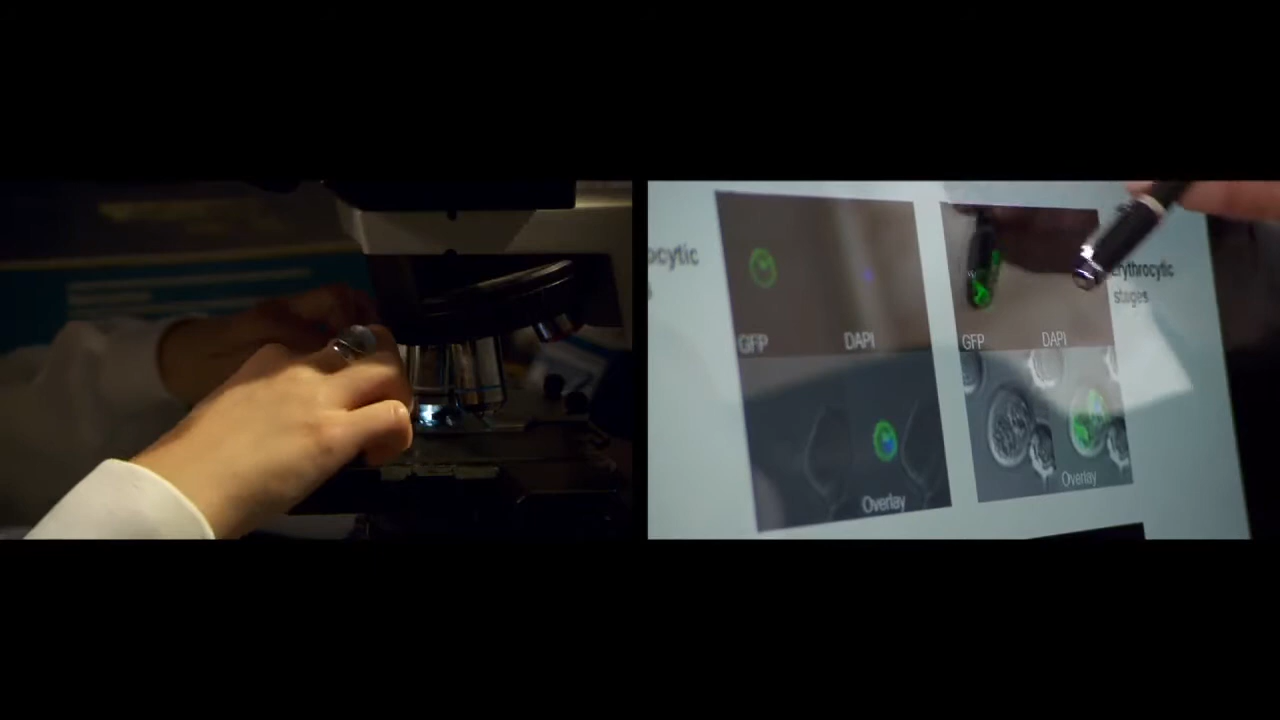 ocytic
GFP
DAPI
Overlay
erythrocytic
stages
GFP
DAPI
Overlay